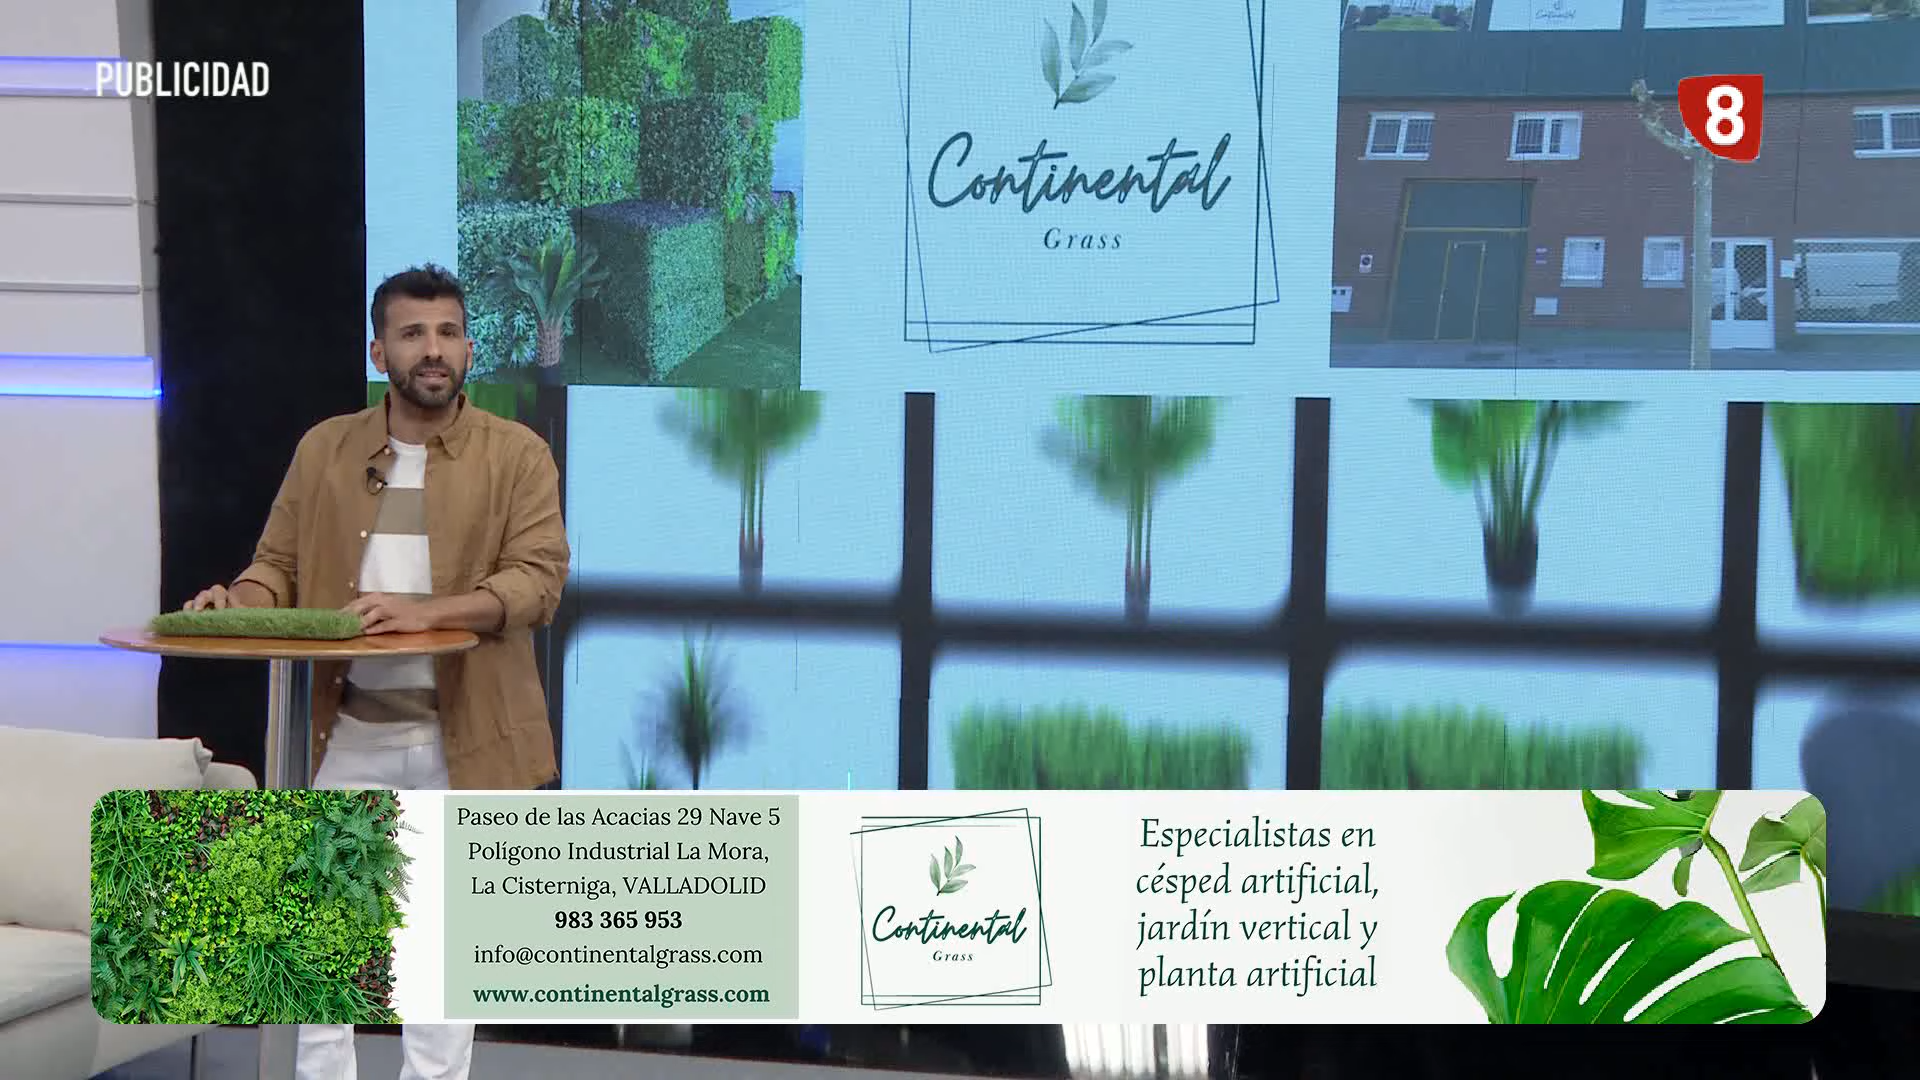 PUBLICIDAD
8
Continental
Grass
Paseo de las Acacias 29 Nave 5
Polígono Industrial La Mora,
La Cisterniga, VALLADOLID
983 365 953
info@continentalgrass.com
www.continentalgrass.com
Continental
Grass
Especialistas en
césped artificial,
jardín vertical y
planta artificial